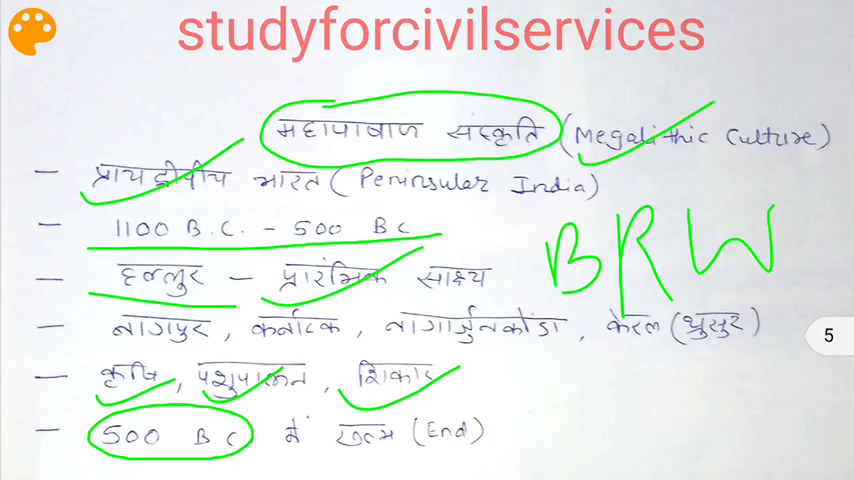 studyforcivilservices
महापाषाण संस्कृति (Megalithic Culture)
— प्रायद्वीपीय भारत (Peninsular India)
— 1100 B.C. - 500 BC
— हल्लुर - प्रारंभिक साक्ष्य
BRW
— नागपुर, कर्नाटक, नागार्जुनकोंडा, केरल (थ्रुसुर)
5
— कृषि, पशुपालन, शिकार
— 500 BC में खत्म (End)